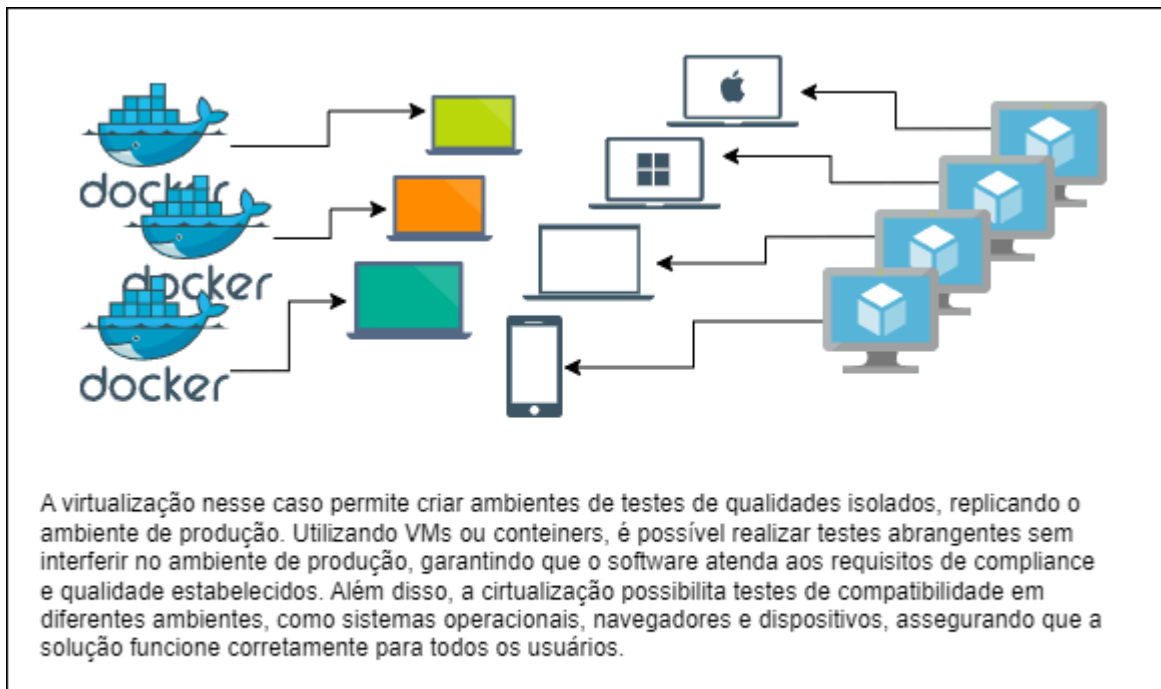 docker
docker
docker
A virtualização nesse caso permite criar ambientes de testes de qualidades isolados, replicando o
ambiente de produção. Utilizando VMs ou conteiners, é possível realizar testes abrangentes sem
interferir no ambiente de produção, garantindo que o software atenda aos requisitos de compliance
e qualidade estabelecidos. Além disso, a cirtualização possibilita testes de compatibilidade em
diferentes ambientes, como sistemas operacionais, navegadores e dispositivos, assegurando que a
solução funcione corretamente para todos os usuários.